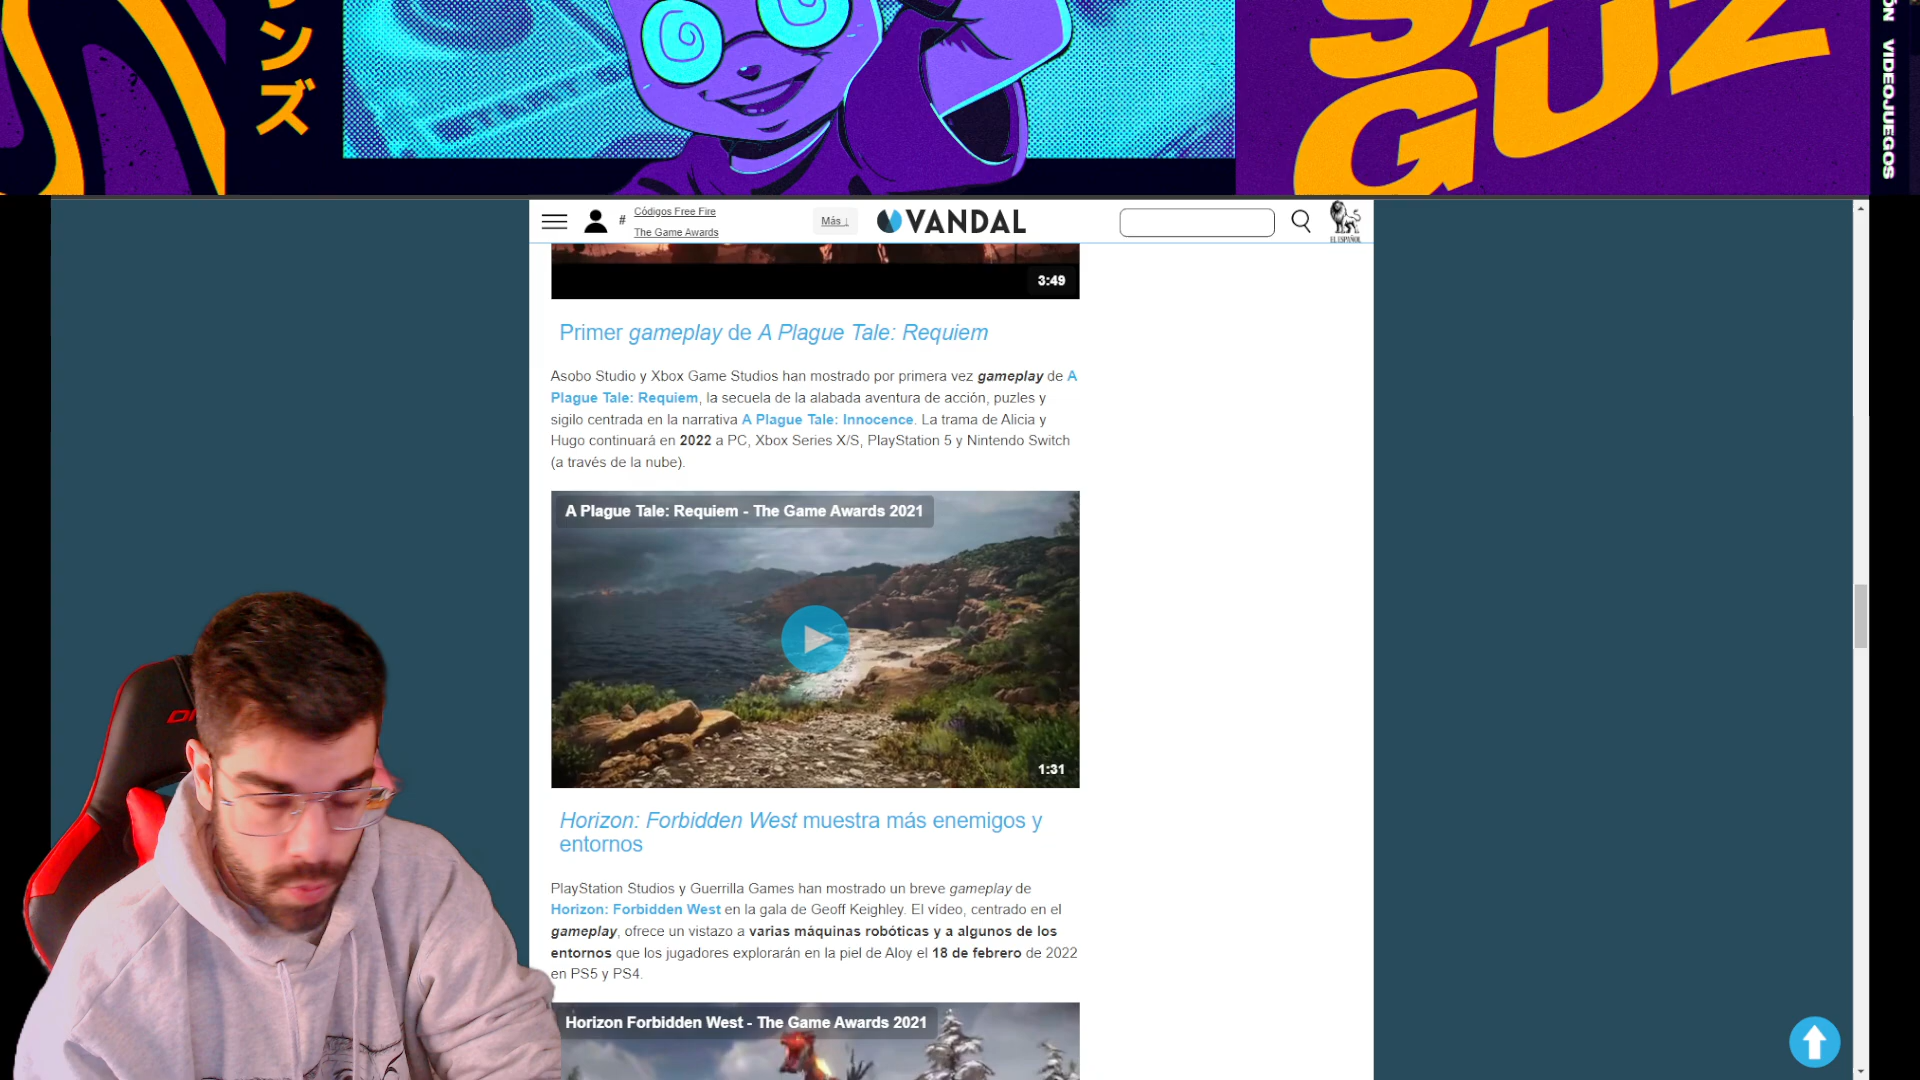 ンズ
GUZ
VIDEOJUEGOS
# Códigos Free Fire
The Game Awards
Más ↓
VANDAL
EL ESPAÑOL
3:49
Primer gameplay de A Plague Tale: Requiem
Asobo Studio y Xbox Game Studios han mostrado por primera vez gameplay de A
Plague Tale: Requiem, la secuela de la alabada aventura de acción, puzles y
sigilo centrada en la narrativa A Plague Tale: Innocence. La trama de Alicia y
Hugo continuará en 2022 a PC, Xbox Series X/S, PlayStation 5 y Nintendo Switch
(a través de la nube).
A Plague Tale: Requiem - The Game Awards 2021
1:31
Horizon: Forbidden West muestra más enemigos y
entornos
PlayStation Studios y Guerrilla Games han mostrado un breve gameplay de
Horizon: Forbidden West en la gala de Geoff Keighley. El vídeo, centrado en el
gameplay, ofrece un vistazo a varias máquinas robóticas y a algunos de los
entornos que los jugadores explorarán en la piel de Aloy el 18 de febrero de 2022
en PS5 y PS4.
Horizon Forbidden West - The Game Awards 2021